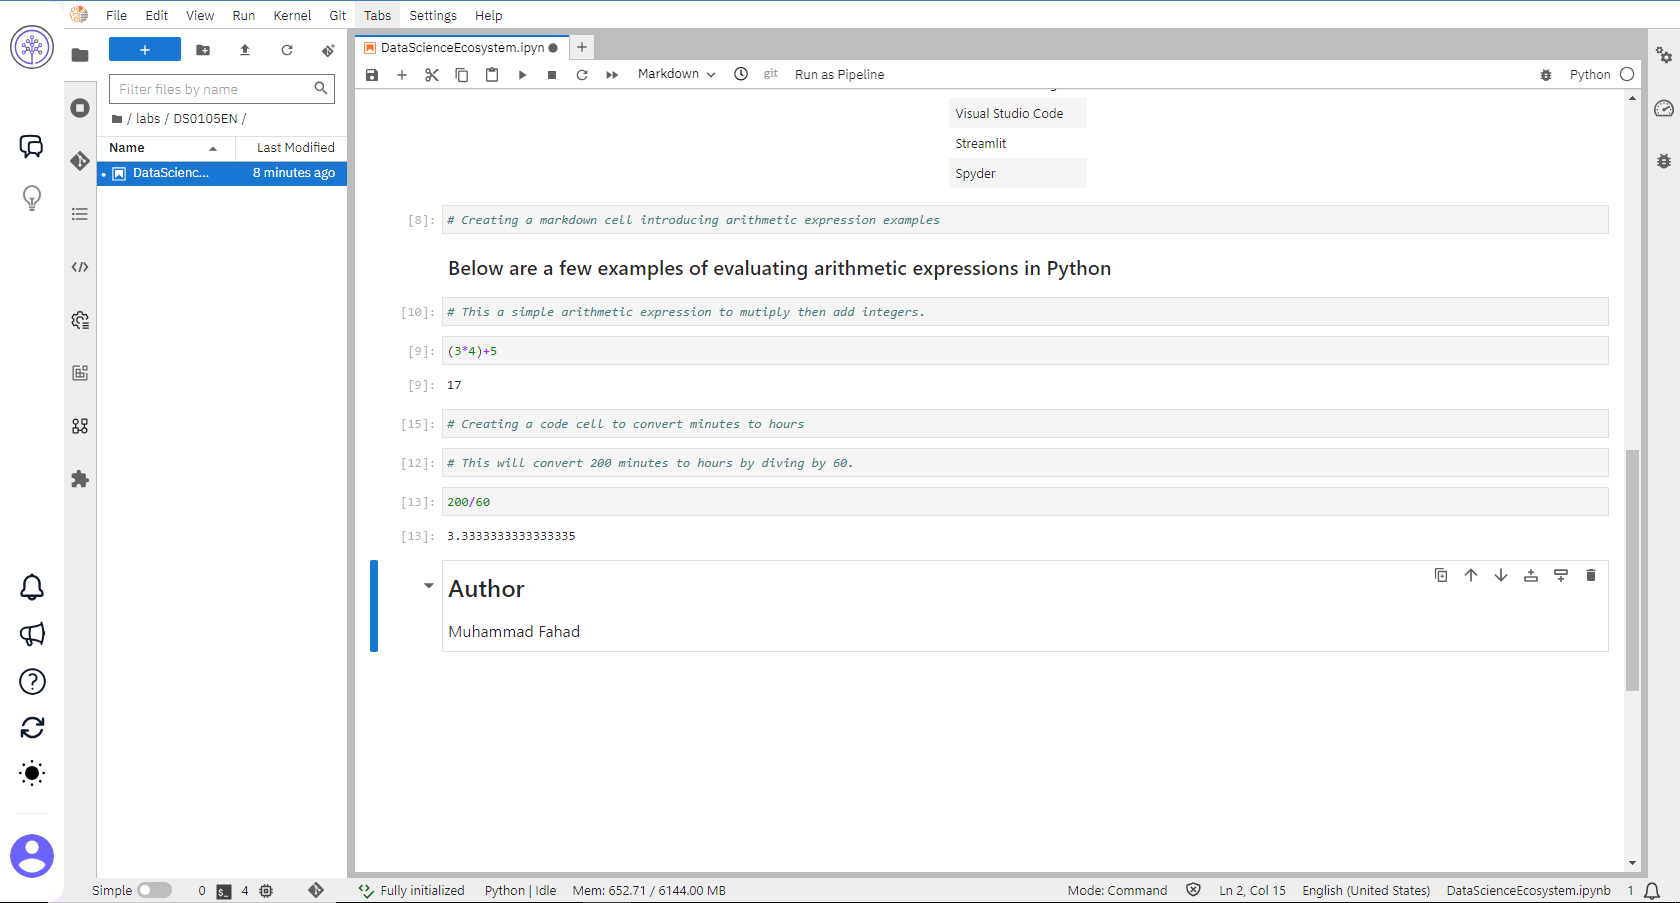 File Edit View Run Kernel Git Tabs Settings Help
DataScienceEcosystem.ipyn
Markdown git Run as Pipeline Python
Filter files by name
/ labs / DS0105EN /
Name Last Modified
DataScienc... 8 minutes ago
Visual Studio Code
Streamlit
Spyder
[8]: # Creating a markdown cell introducing arithmetic expression examples
Below are a few examples of evaluating arithmetic expressions in Python
[10]: # This a simple arithmetic expression to mutiply then add integers.
[9]: (3*4)+5
[9]: 17
[15]: # Creating a code cell to convert minutes to hours
[12]: # This will convert 200 minutes to hours by diving by 60.
[13]: 200/60
[13]: 3.3333333333333335
Author
Muhammad Fahad
Simple 0 $_ 4 Fully initialized Python | Idle Mem: 652.71 / 6144.00 MB Mode: Command Ln 2, Col 15 English (United States) DataScienceEcosystem.ipynb 1